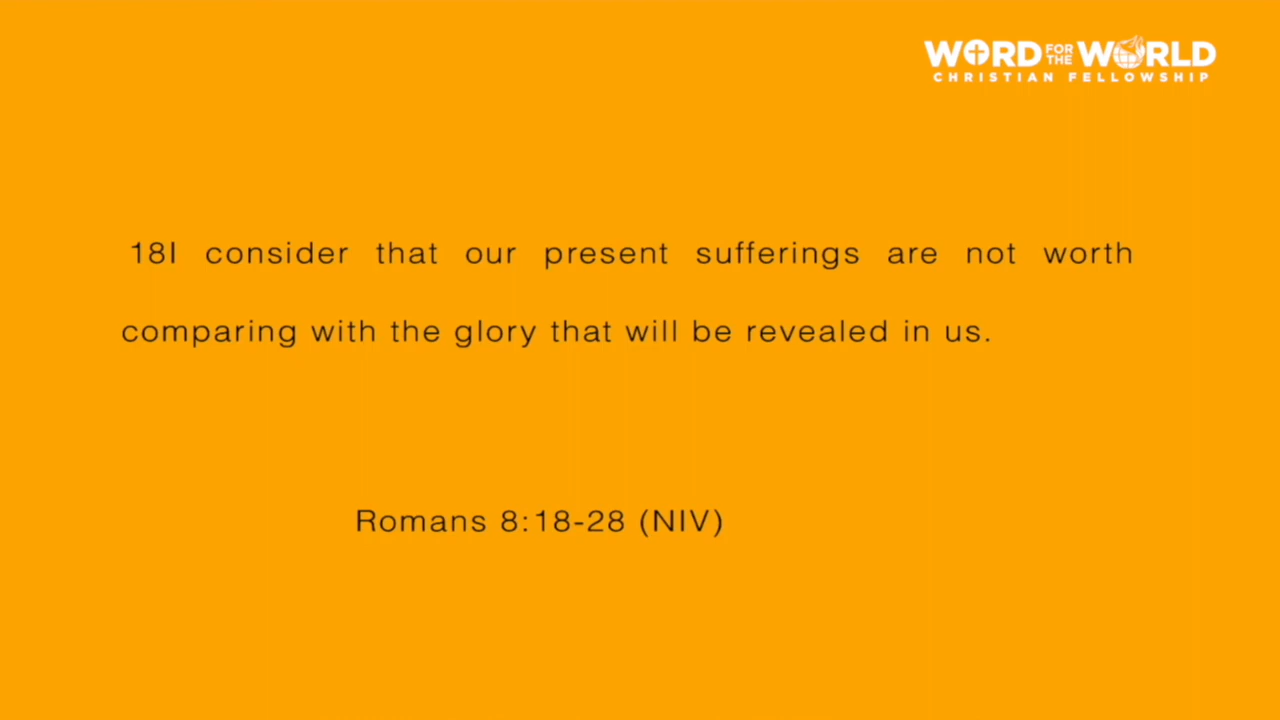 WORD FOR THE WORLD
CHRISTIAN FELLOWSHIP
18I consider that our present sufferings are not worth
comparing with the glory that will be revealed in us.
Romans 8:18-28 (NIV)